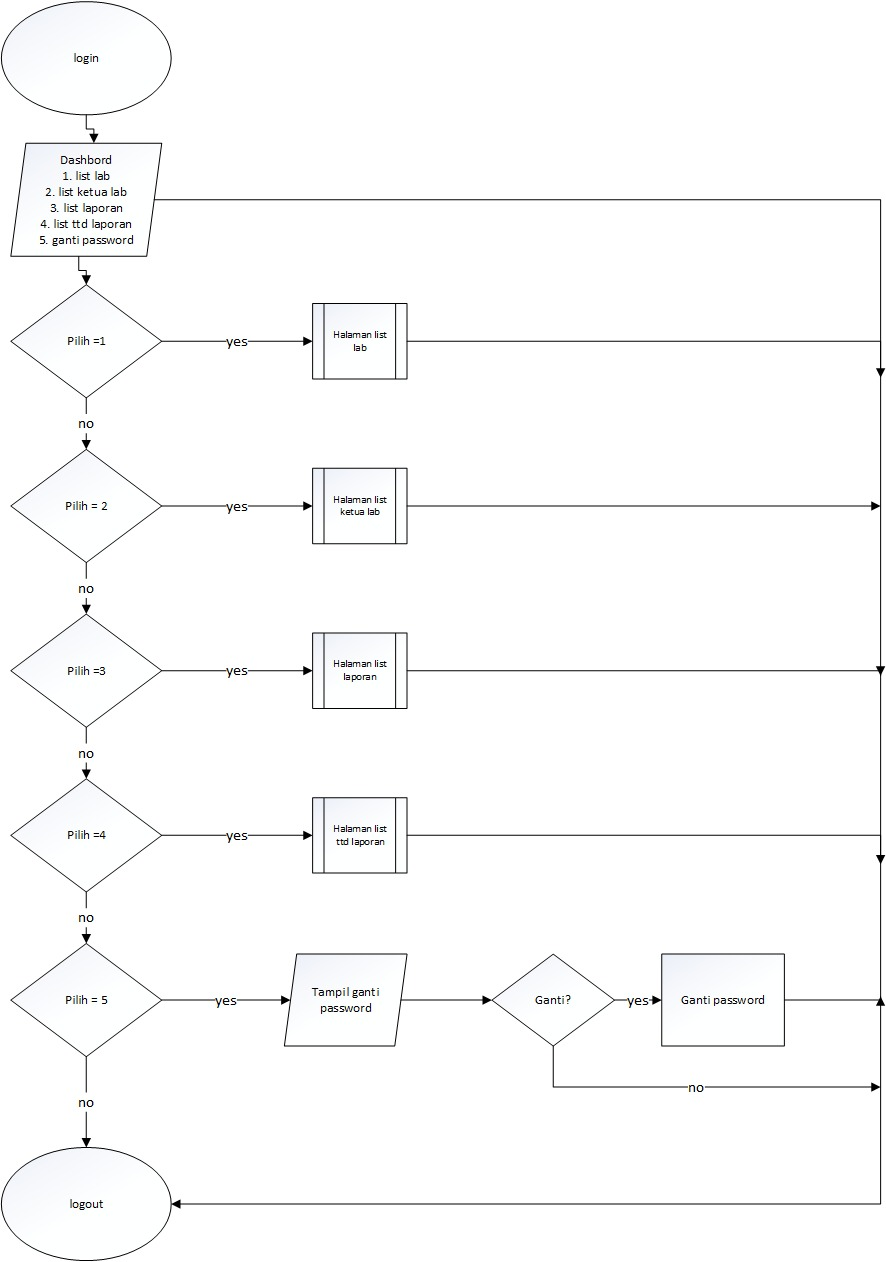 login
Dashbord
1. list lab
2. list ketua lab
3. list laporan
4. list ttd laporan
5. ganti password
Pilih =1
yes
Halaman list
lab
no
Pilih = 2
yes
Halaman list
ketua lab
no
Pilih =3
yes
Halaman list
laporan
no
Pilih =4
yes
Halaman list
ttd laporan
no
Pilih = 5
yes
Tampil ganti
password
Ganti?
yes
Ganti password
no
no
logout